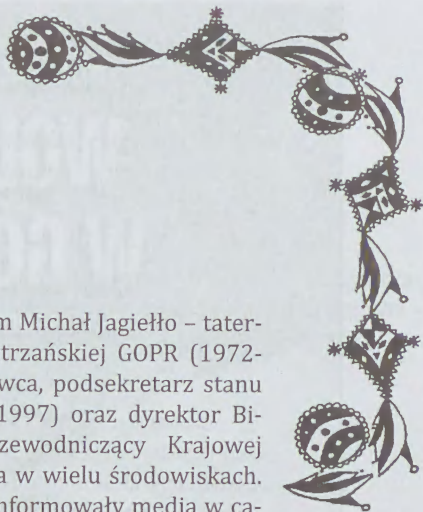 m Michał Jagiełło – tater-
trzańskiej GOPR (1972-
wca, podsekretarz stanu
1997) oraz dyrektor Bi-
zewodniczący Krajowej
a w wielu środowiskach.
nformowały media w ca-